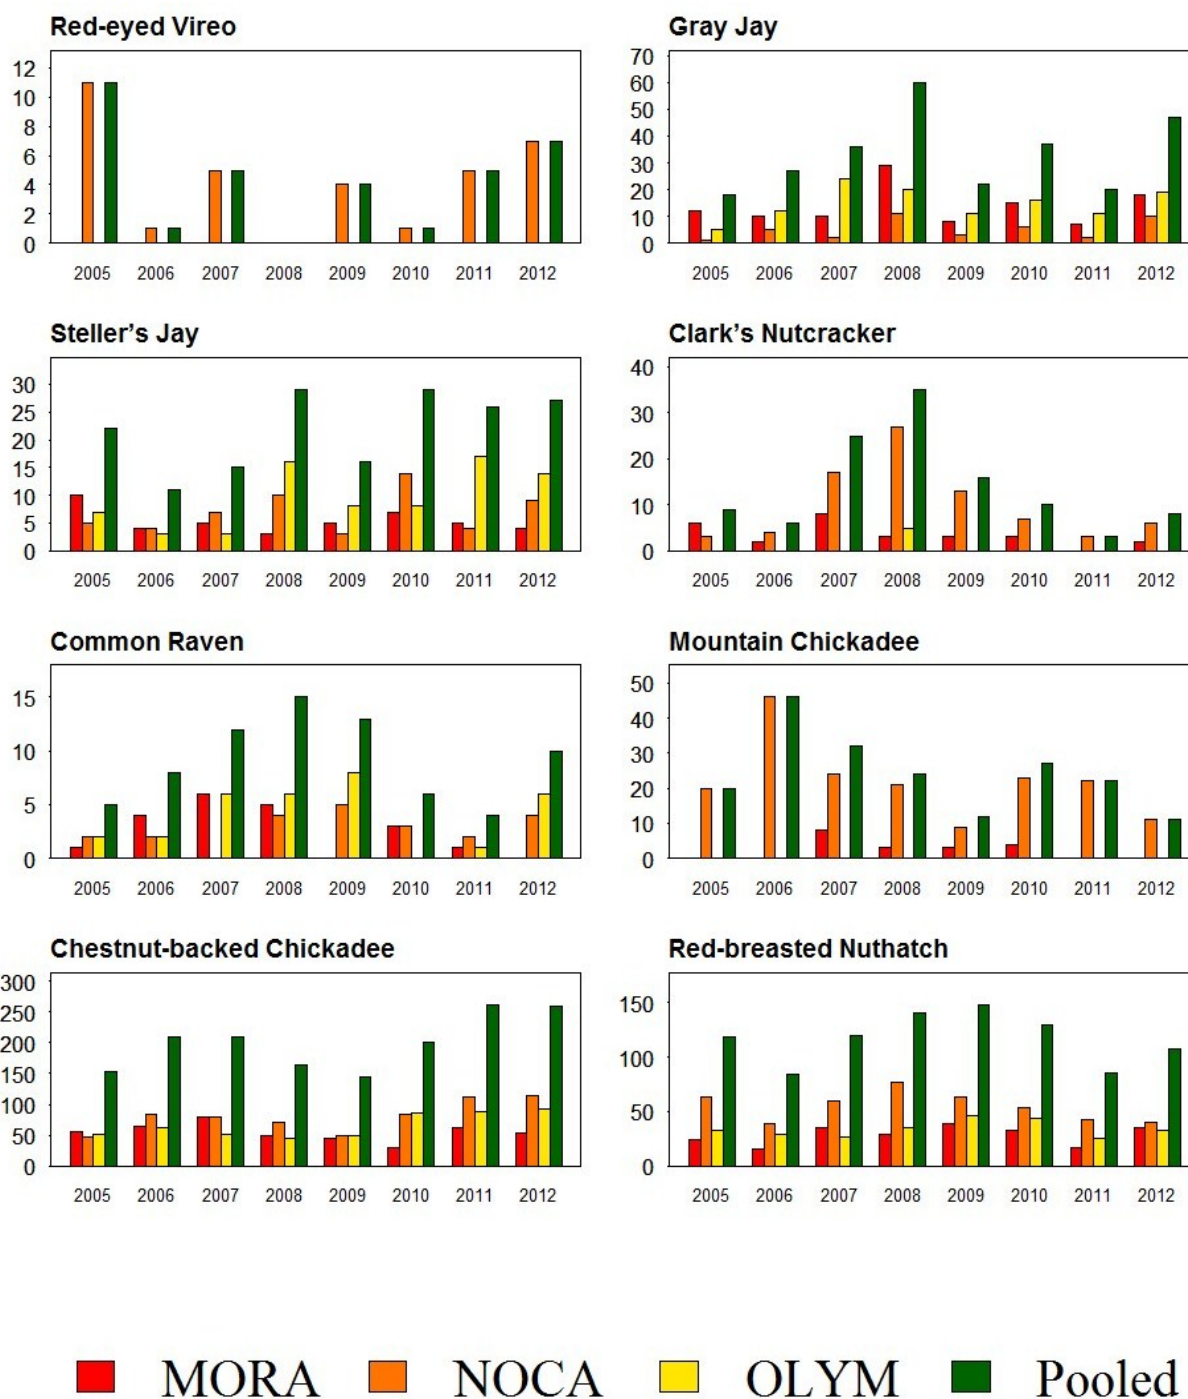 Red-eyed Vireo
12
10
8
6
4
2
0
2005 2006 2007 2008 2009 2010 2011 2012
Gray Jay
70
60
50
40
30
20
10
0
2005 2006 2007 2008 2009 2010 2011 2012
Steller’s Jay
30
25
20
15
10
5
0
2005 2006 2007 2008 2009 2010 2011 2012
Clark’s Nutcracker
40
30
20
10
0
2005 2006 2007 2008 2009 2010 2011 2012
Common Raven
15
10
5
0
2005 2006 2007 2008 2009 2010 2011 2012
Mountain Chickadee
50
40
30
20
10
0
2005 2006 2007 2008 2009 2010 2011 2012
Chestnut-backed Chickadee
300
250
200
150
100
50
0
2005 2006 2007 2008 2009 2010 2011 2012
Red-breasted Nuthatch
150
100
50
0
2005 2006 2007 2008 2009 2010 2011 2012
MORA NOCA OLYM Pooled